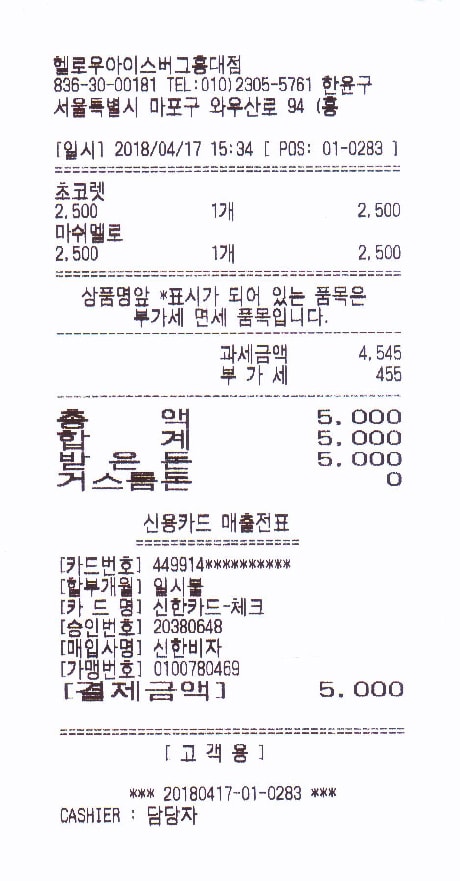 헬로우아이스버그홍대점
836-30-00181 TEL:010)2305-5761 한윤구
서울특별시 마포구 와우산로 94 (홍
[일시] 2018/04/17 15:34 [ POS: 01-0283 ]
==========================================
초코렛
2,500 1개 2,500
마쉬멜로
2,500 1개 2,500
==========================================
상품명앞 *표시가 되어 있는 품목은
부가세 면세 품목입니다.
------------------------------------------
과세금액 4,545
부 가 세 455
------------------------------------------
총 액 5,000
합 계 5,000
받 은 돈 5,000
거스름돈 0
신용카드 매출전표
====================
[카드번호] 449914**********
[할부개월] 일시불
[카 드 명] 신한카드-체크
[승인번호] 20380648
[매입사명] 신한비자
[가맹번호] 0100780469
[결제금액] 5,000
==========================================
[ 고 객 용 ]
*** 20180417-01-0283 ***
CASHIER : 담당자